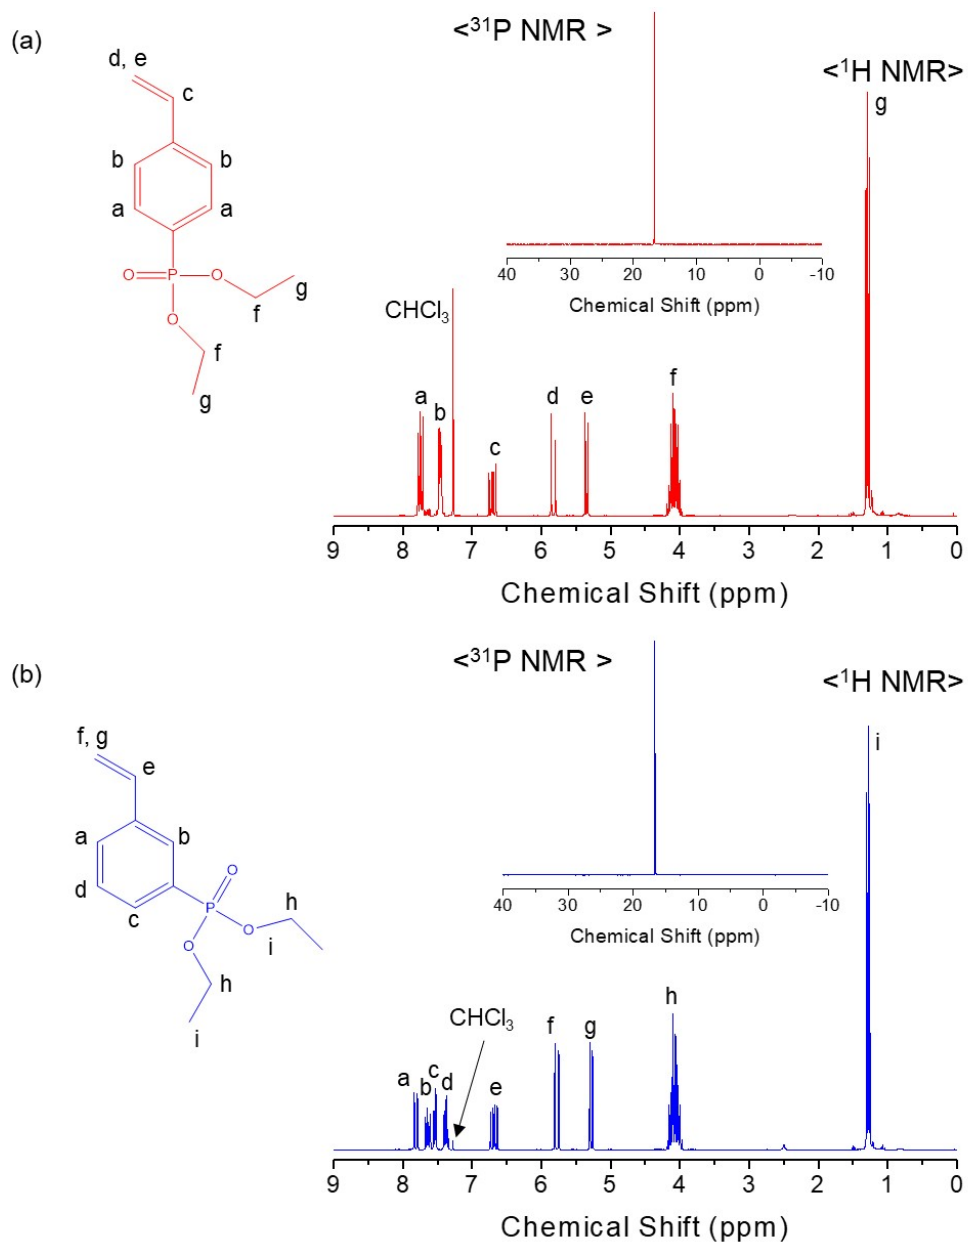 (a)
<³¹P NMR >
<¹H NMR>
d, e
c
b
b
a
a
O
P
O
g
O
f
f
g
g
40 30 20 10 0 -10
Chemical Shift (ppm)
CHCl₃
a
b
c
d
e
f
9 8 7 6 5 4 3 2 1 0
Chemical Shift (ppm)
(b)
<³¹P NMR >
<¹H NMR>
f, g
e
a
b
d
c
O
P
O
h
i
O
h
i
i
40 30 20 10 0 -10
Chemical Shift (ppm)
CHCl₃
a
b
c
d
e
f
g
h
9 8 7 6 5 4 3 2 1 0
Chemical Shift (ppm)